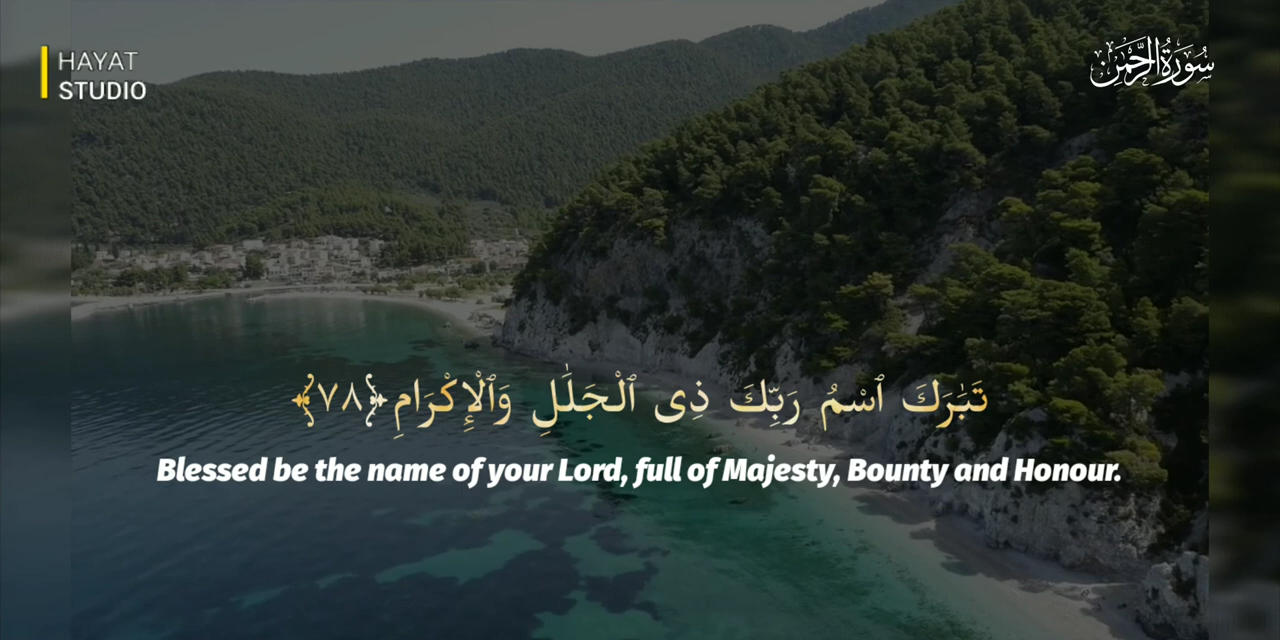 HAYAT
STUDIO
سُورَةُ الرَّحْمٰن
تَبَٰرَكَ ٱسْمُ رَبِّكَ ذِى ٱلْجَلَٰلِ وَٱلْإِكْرَامِ ﴿٧٨﴾
Blessed be the name of your Lord, full of Majesty, Bounty and Honour.